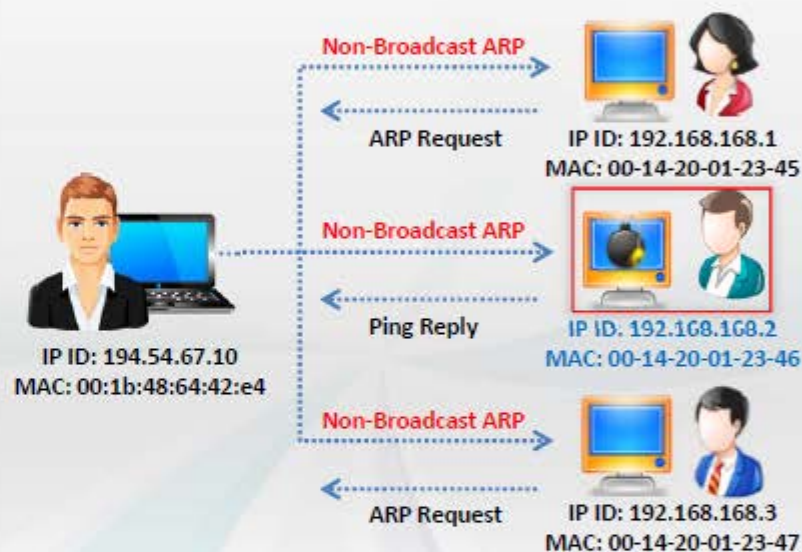 Non-Broadcast ARP
ARP Request
IP ID: 192.168.168.1
MAC: 00-14-20-01-23-45
Non-Broadcast ARP
Ping Reply
IP ID. 192.168.168.2
MAC: 00-14-20-01-23-46
IP ID: 194.54.67.10
MAC: 00:1b:48:64:42:e4
Non-Broadcast ARP
ARP Request
IP ID: 192.168.168.3
MAC: 00-14-20-01-23-47